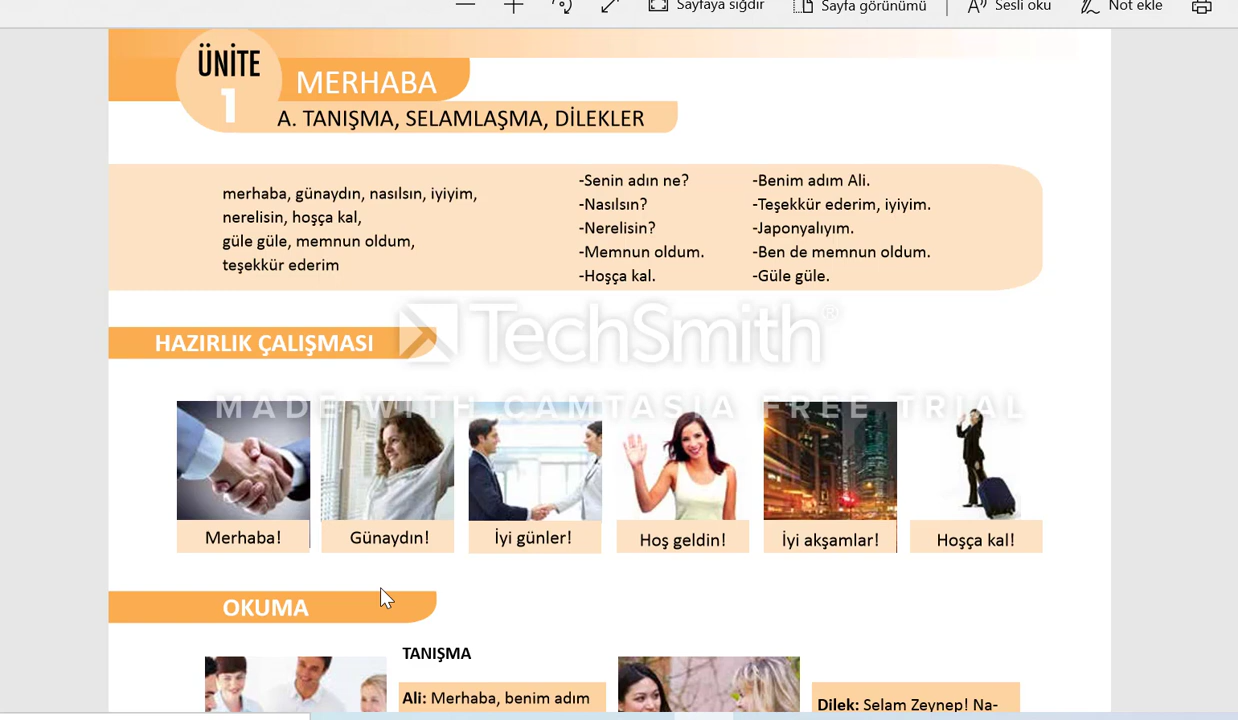 Sayfaya sığdır
Sayfa görünümü
Sesli oku
Not ekle
ÜNİTE
1
MERHABA
A. TANIŞMA, SELAMLAŞMA, DİLEKLER
merhaba, günaydın, nasılsın, iyiyim,
nerelisin, hoşça kal,
güle güle, memnun oldum,
teşekkür ederim
-Senin adın ne?
-Nasılsın?
-Nerelisin?
-Memnun oldum.
-Hoşça kal.
-Benim adım Ali.
-Teşekkür ederim, iyiyim.
-Japonyalıyım.
-Ben de memnun oldum.
-Güle güle.
TechSmith®
MADE WITH CAMTASIA FREE TRIAL
HAZIRLIK ÇALIŞMASI
Merhaba!
Günaydın!
İyi günler!
Hoş geldin!
İyi akşamlar!
Hoşça kal!
OKUMA
TANIŞMA
Ali: Merhaba, benim adım
Dilek: Selam Zeynep! Na-